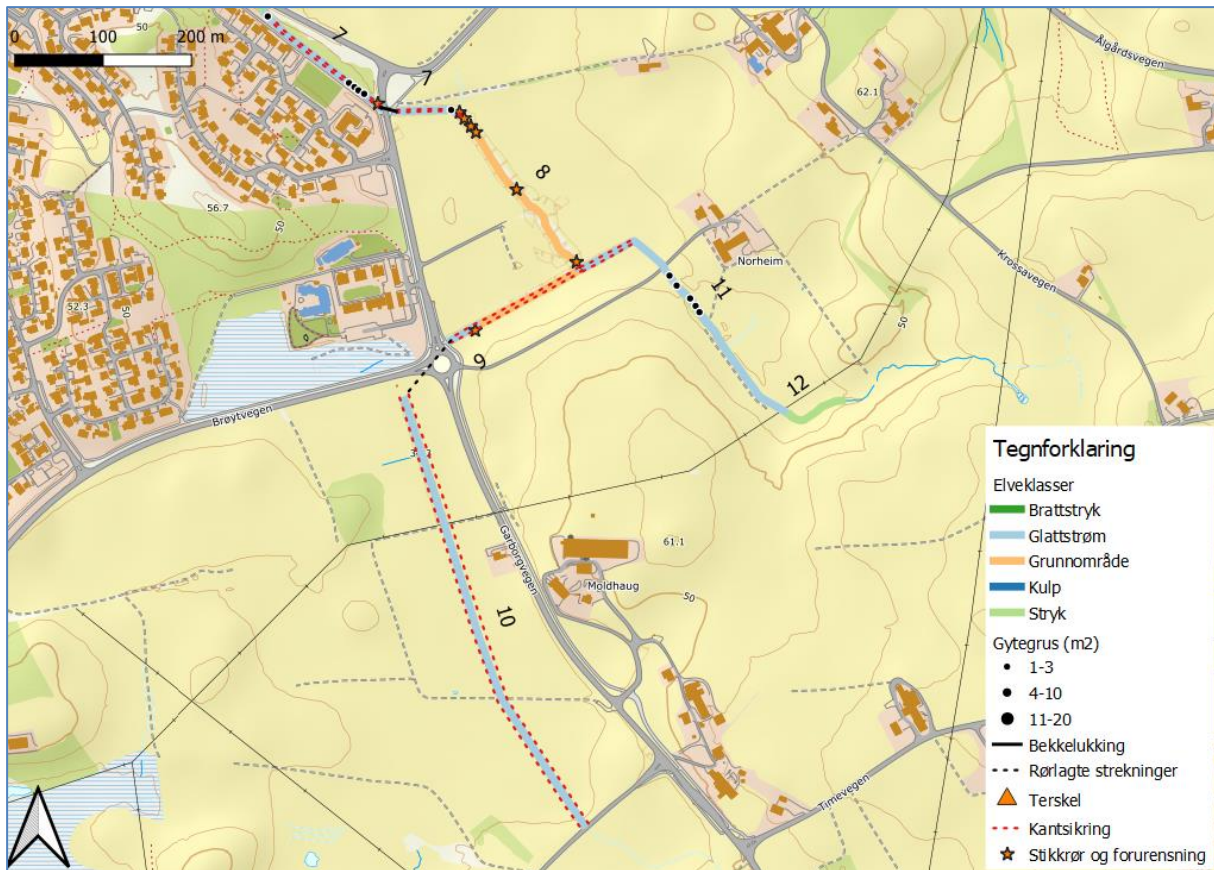 0 100 200 m
50
7
7
62.1
Ålgårdsvegen
8
56.7
50
Krossavegen
Norheim
11
52.3
50
50
9
12
Brøytvegen
Garborgvegen
61.1
Moldhaug
50
10
Timevegen
Tegnforklaring
Elveklasser
Brattstryk
Glattstrøm
Grunnområde
Kulp
Stryk
Gytegrus (m2)
1-3
4-10
11-20
Bekkelukking
Rørlagte strekninger
Terskel
Kantsikring
Stikkrør og forurensning